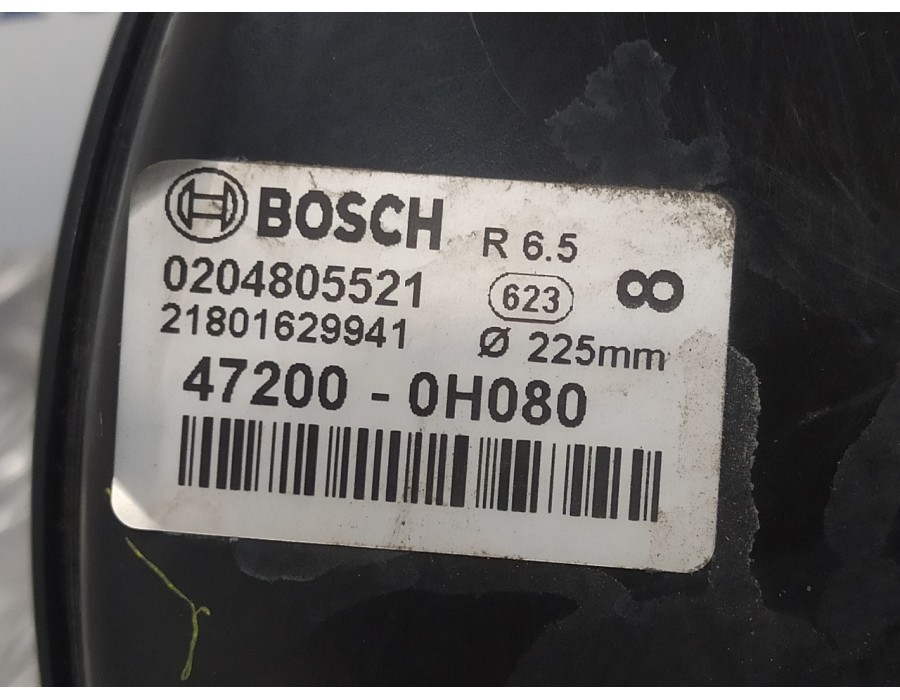 BOSCH R 6.5
0204805521 623 ∞
21801629941 Ø 225mm
47200 - 0H080